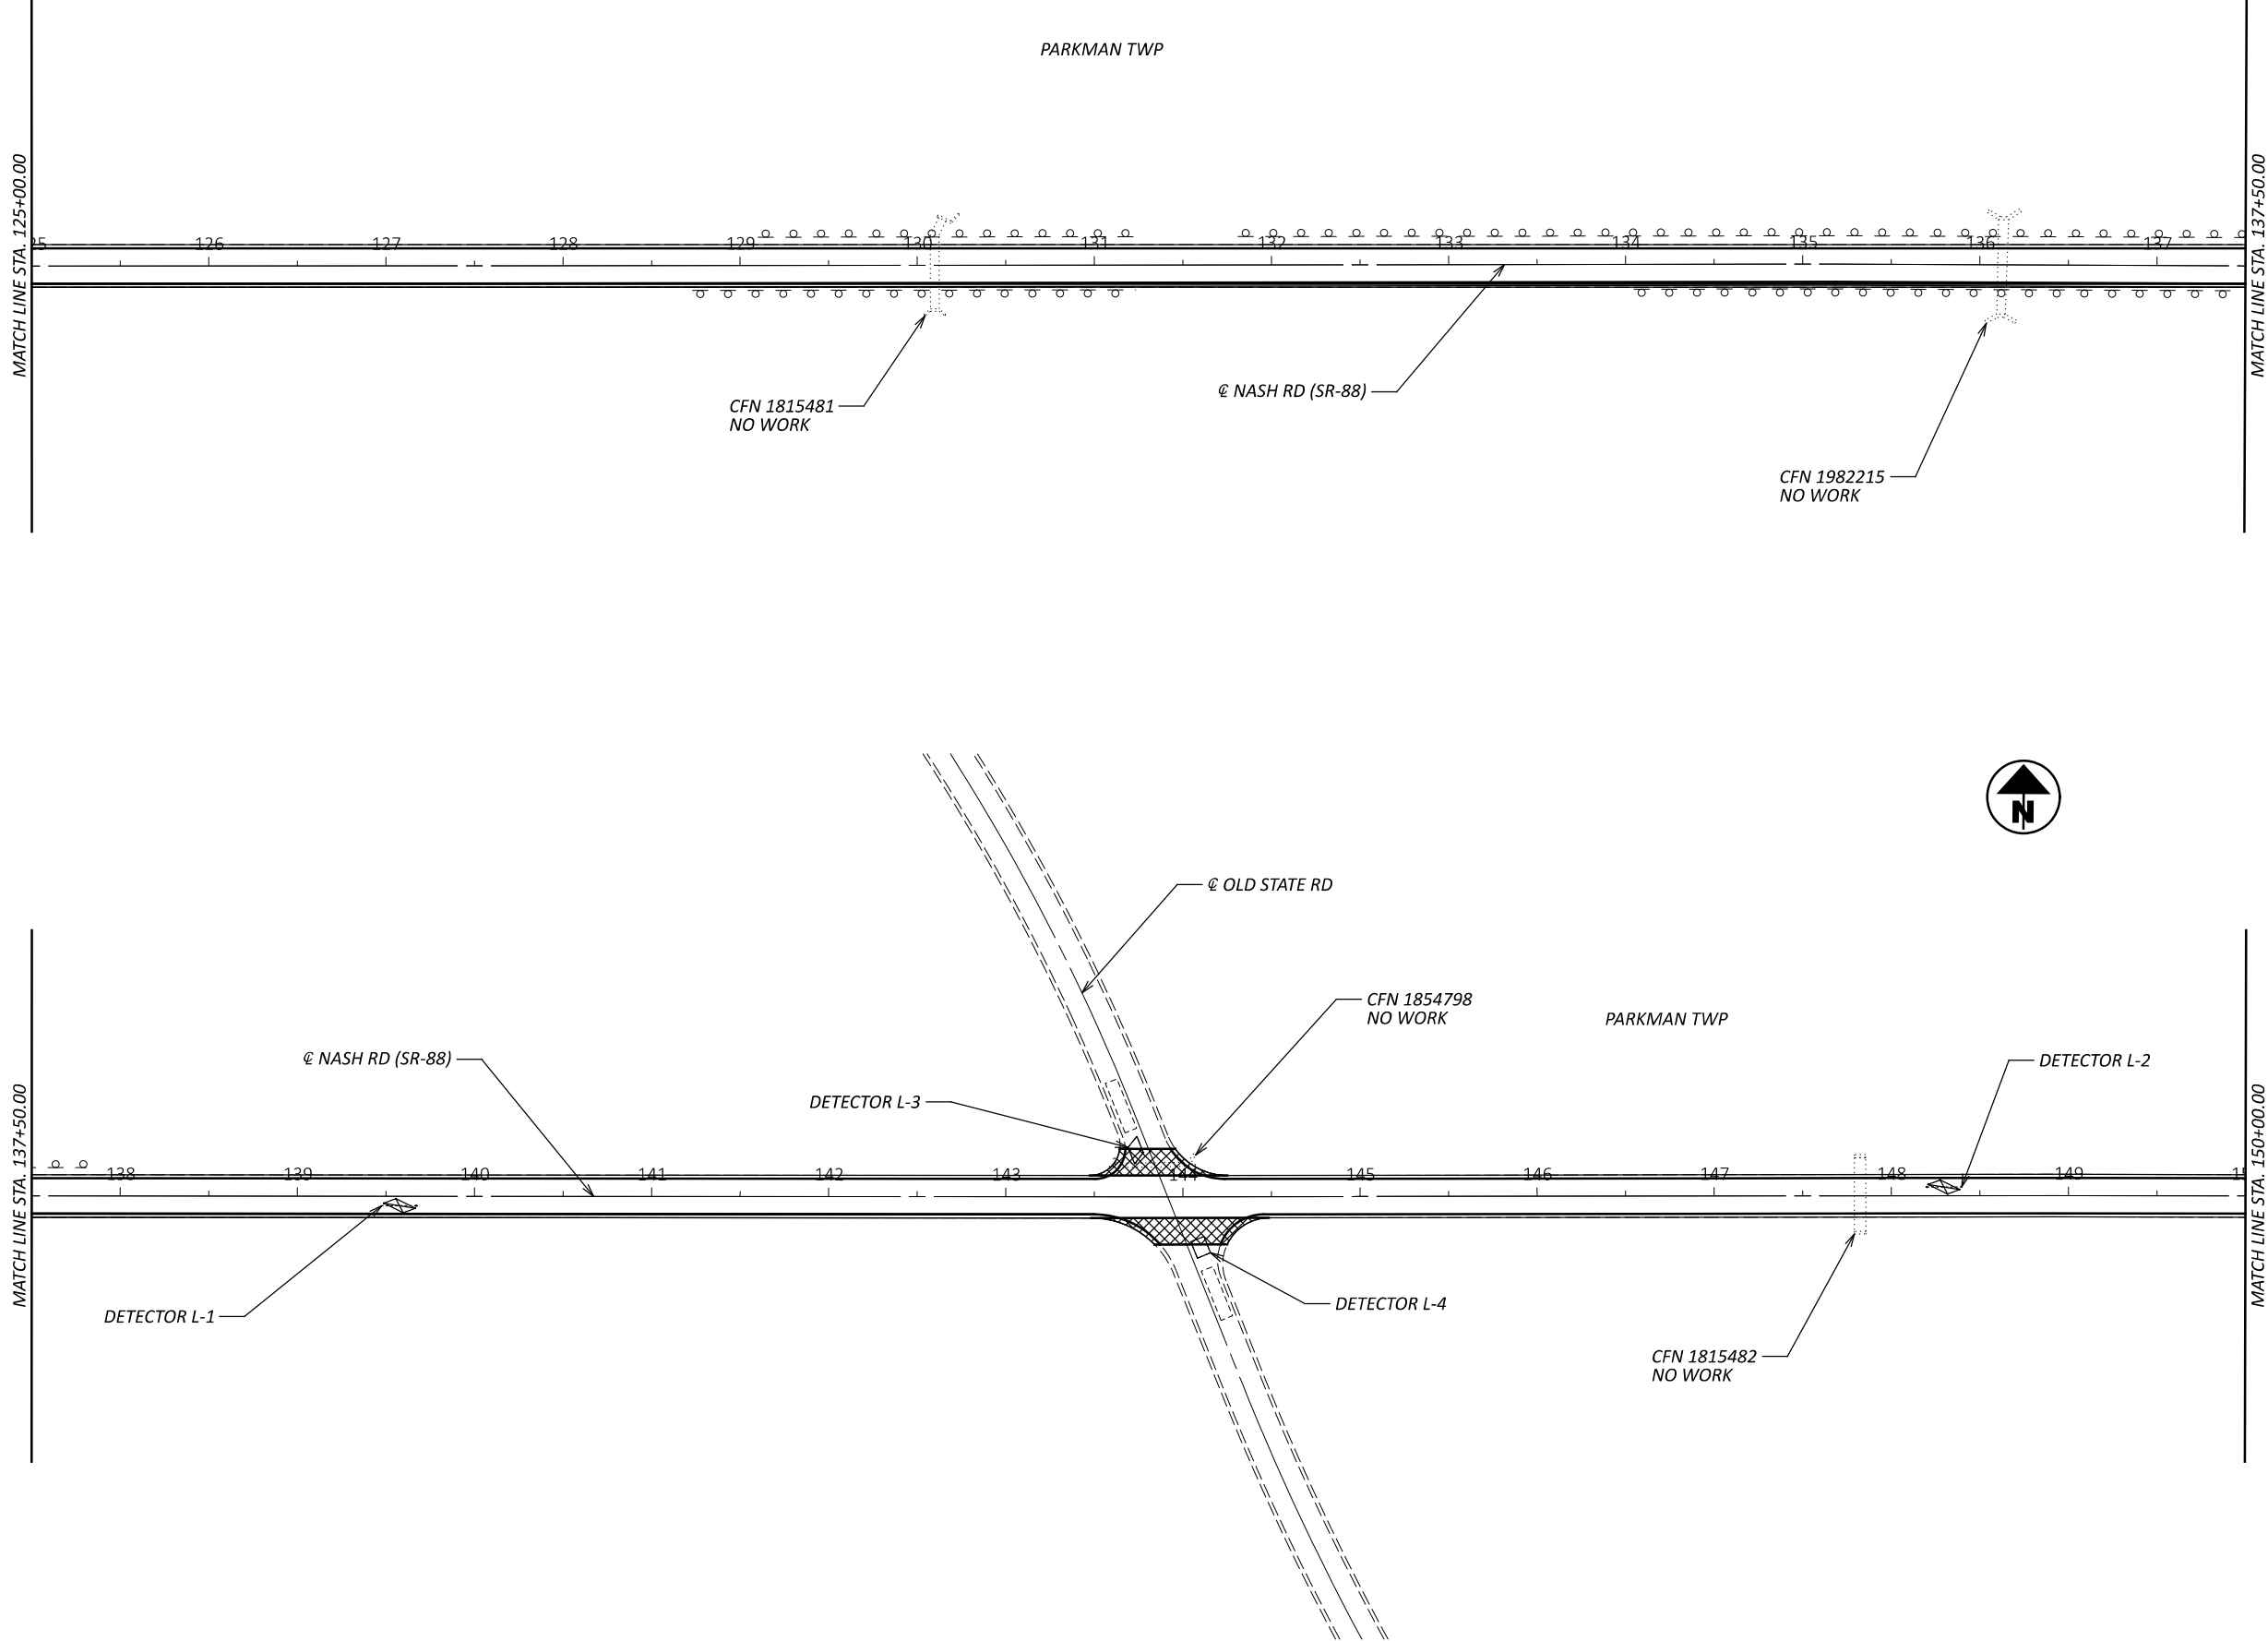 PARKMAN TWP
MATCH LINE STA. 125+00.00
MATCH LINE STA. 137+50.00
25 126 127 128 129 130 131 132 133 134 135 136 137
℄ NASH RD (SR-88)
CFN 1815481
NO WORK
CFN 1982215
NO WORK
N
℄ OLD STATE RD
CFN 1854798
NO WORK
PARKMAN TWP
℄ NASH RD (SR-88)
DETECTOR L-2
DETECTOR L-3
MATCH LINE STA. 137+50.00
MATCH LINE STA. 150+00.00
138 139 140 141 142 143 144 145 146 147 148 149 15
DETECTOR L-4
DETECTOR L-1
CFN 1815482
NO WORK